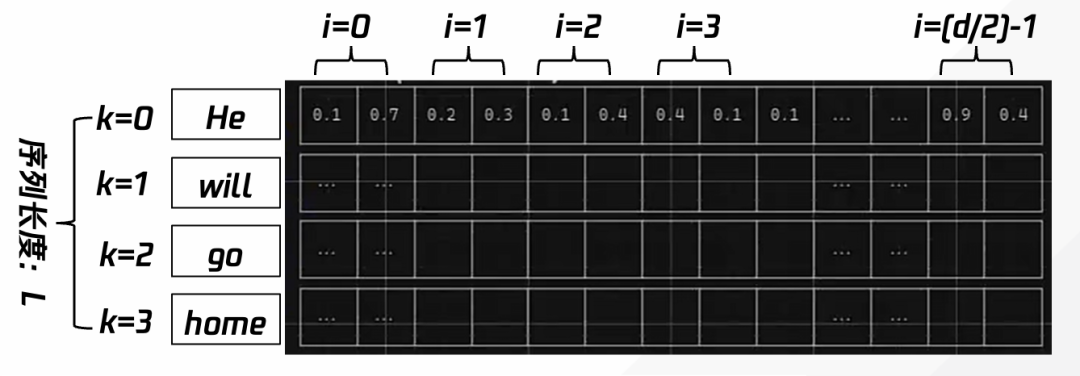 i=0 i=1 i=2 i=3 i=(d/2)-1
k=0 He 0.1 0.7 0.2 0.3 0.1 0.4 0.4 0.1 0.1 ... ... 0.9 0.4
k=1 will ... ... ... ...
k=2 go ... ... ... ...
k=3 home ... ... ... ...
序列长度：L